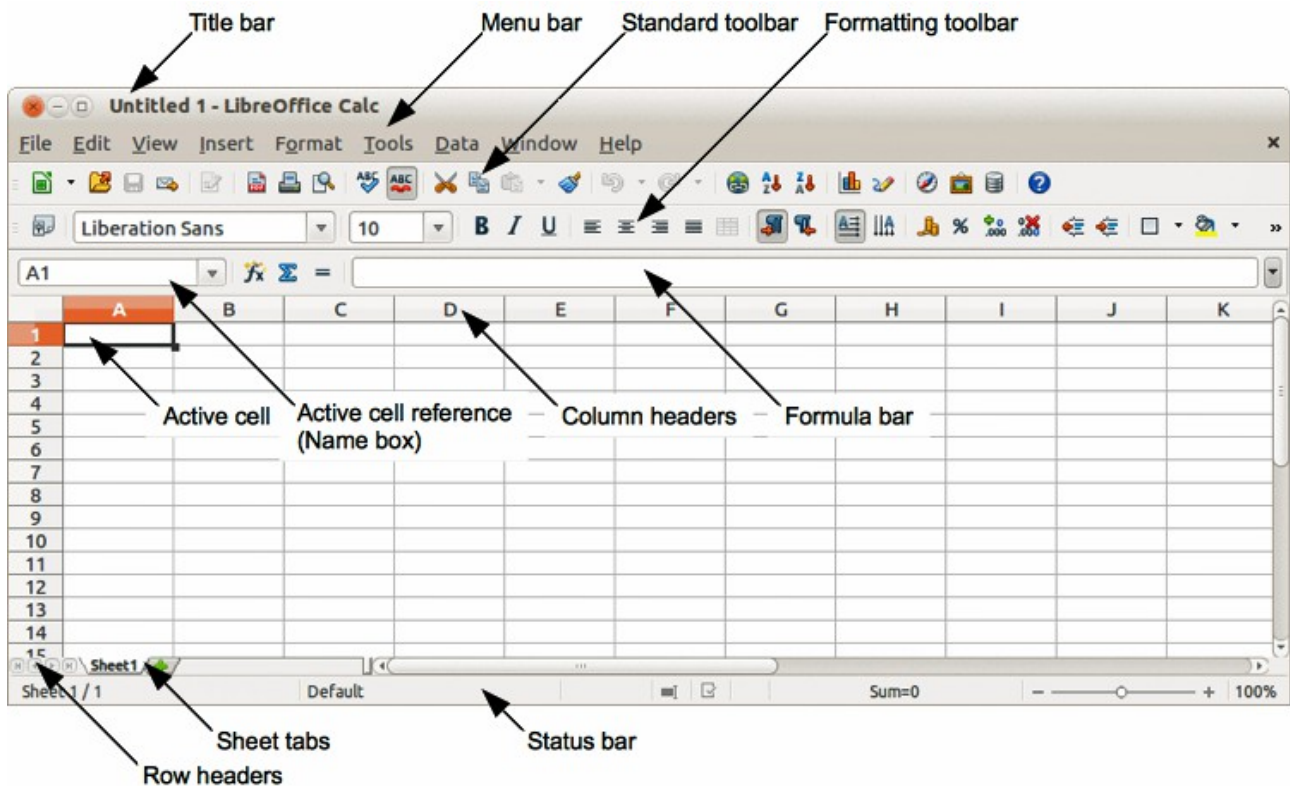 Title bar
Menu bar
Standard toolbar
Formatting toolbar
Untitled 1 - LibreOffice Calc
File Edit View Insert Format Tools Data Window Help
Liberation Sans 10 B I U
A1
A B C D E F G H I J K
1
2
3
4
Active cell
Active cell reference
(Name box)
Column headers
Formula bar
5
6
7
8
9
10
11
12
13
14
15
Sheet1
Sheet 1 / 1 Default Sum=0 100%
Sheet tabs
Status bar
Row headers